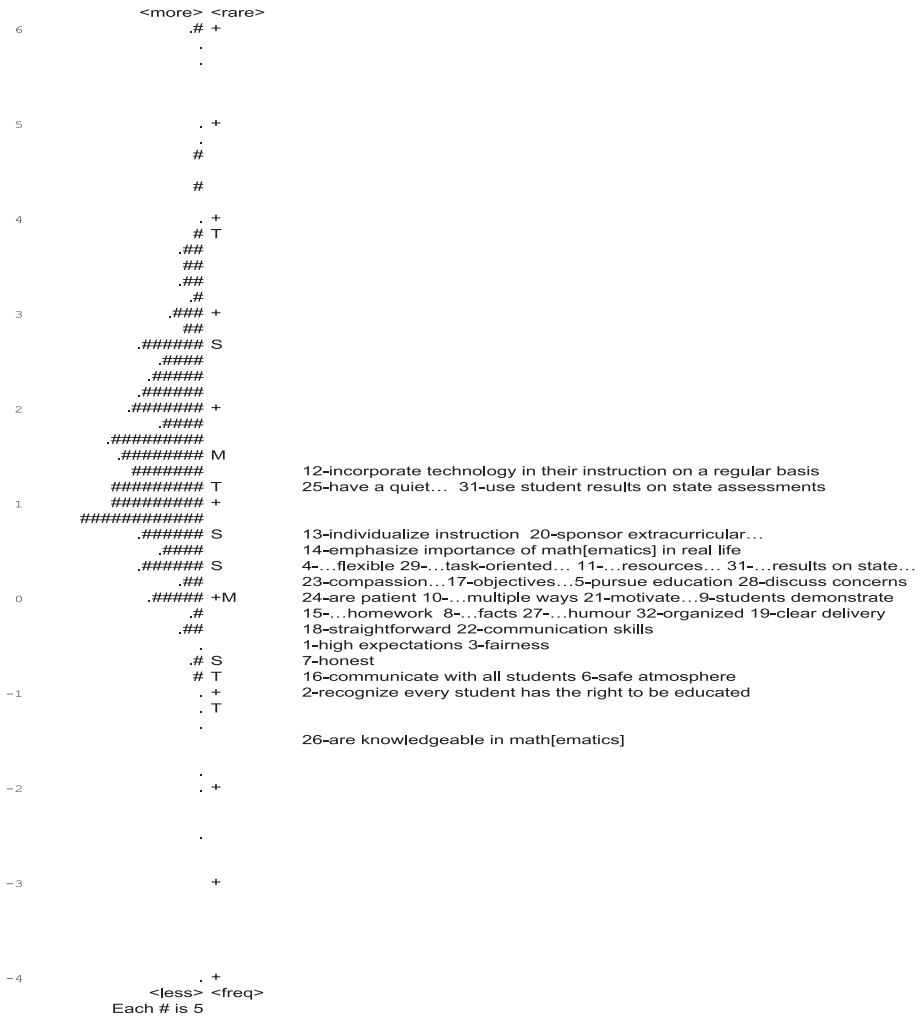 <more> <rare>
6 .# +
.
.
5 . +
.
#
#
4 . +
# T
.##
##
.##
.#
3 .### +
##
.###### S
.####
.#####
.######
2 .####### +
.####
.#########
.######## M
####### 12-incorporate technology in their instruction on a regular basis
######### T 25-have a quiet… 31-use student results on state assessments
1 ######### +
############
.###### S 13-individualize instruction 20-sponsor extracurricular…
.#### 14-emphasize importance of math[ematics] in real life
.###### S 4-…flexible 29-…task-oriented… 11-…resources… 31-…results on state…
.## 23-compassion…17-objectives…5-pursue education 28-discuss concerns
0 .##### +M 24-are patient 10-…multiple ways 21-motivate…9-students demonstrate
.# 15-…homework 8-…facts 27-…humour 32-organized 19-clear delivery
.## 18-straightforward 22-communication skills
. 1-high expectations 3-fairness
.# S 7-honest
# T 16-communicate with all students 6-safe atmosphere
-1 . + 2-recognize every student has the right to be educated
. T
.
26-are knowledgeable in math[ematics]
.
-2 . +
.
-3 +
-4 . +
<less> <freq>
Each # is 5